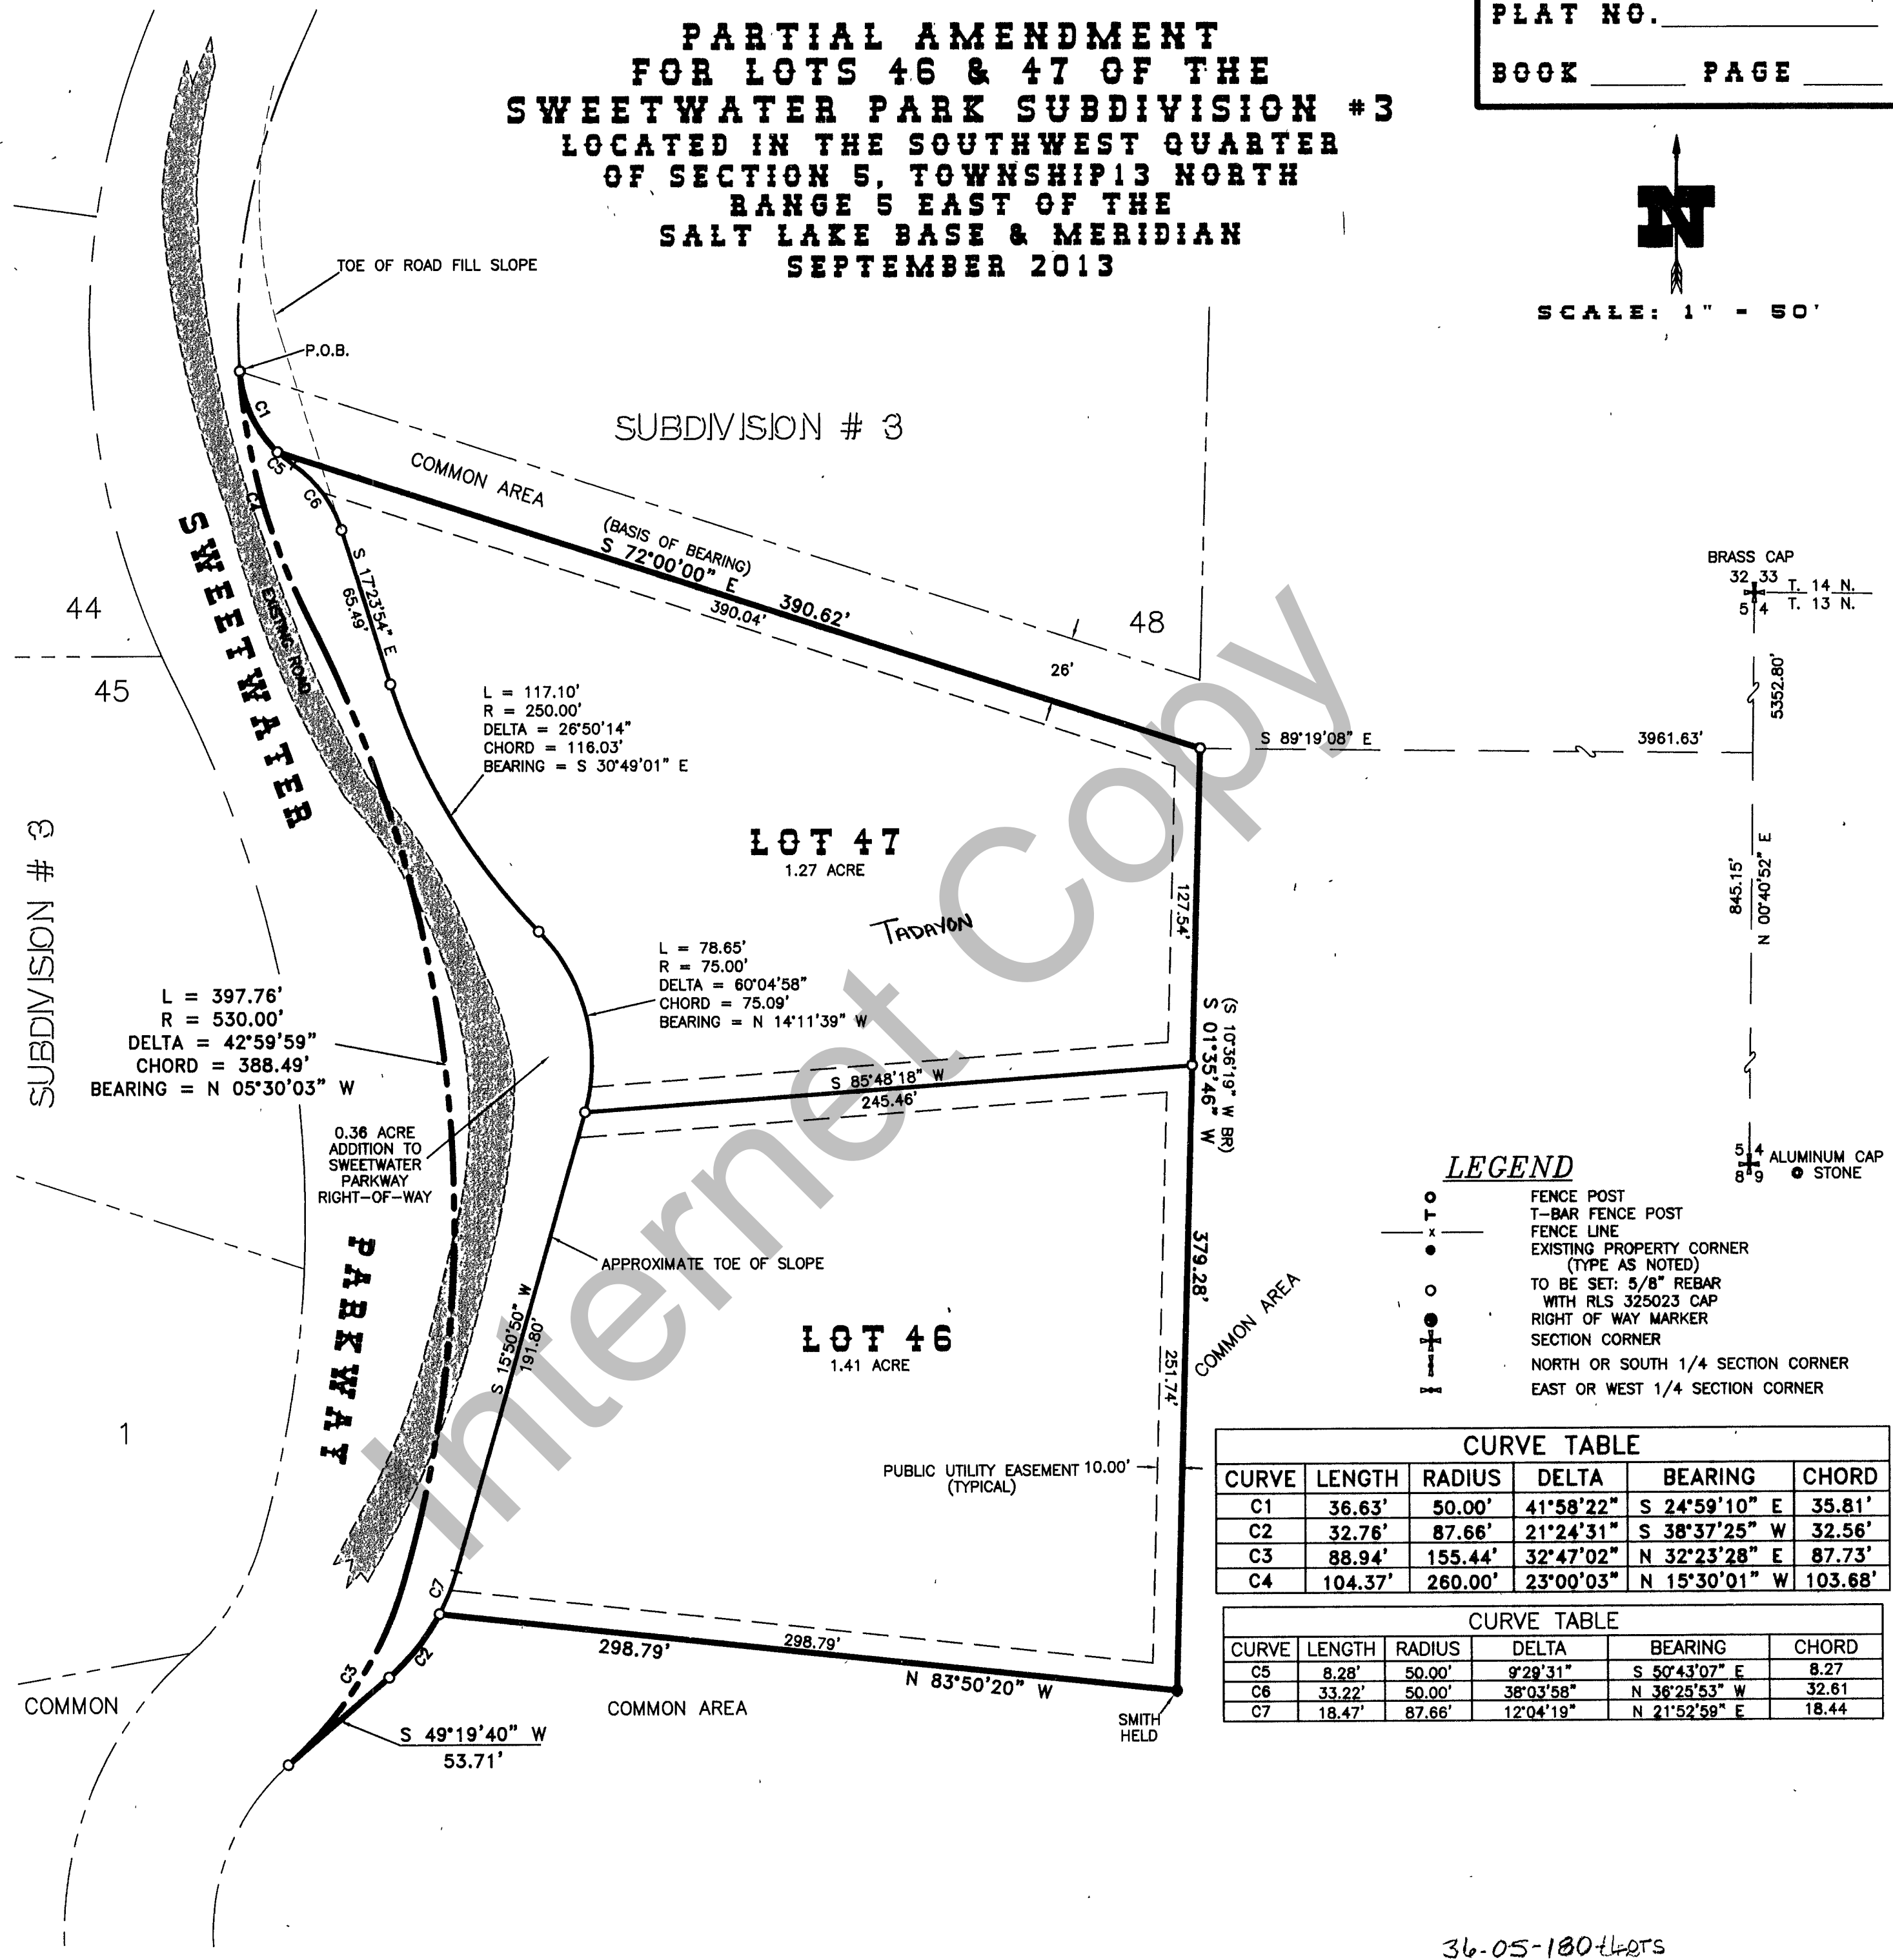 PARTIAL AMENDMENT
FOR LOTS 46 & 47 OF THE
SWEETWATER PARK SUBDIVISION #3
LOCATED IN THE SOUTHWEST QUARTER
OF SECTION 5, TOWNSHIP13 NORTH
RANGE 5 EAST OF THE
SALT LAKE BASE & MERIDIAN
SEPTEMBER 2013
PLAT NO.
BOOK PAGE
N
SCALE: 1" - 50'
TOE OF ROAD FILL SLOPE
P.O.B.
SUBDIVISION # 3
COMMON AREA
(BASIS OF BEARING)
S 72°00'00" E 390.62'
390.04'
26'
48
C1
C5
C6
C4
S 17°23'54" E
65.49'
SWEETWATER
EXISTING ROAD
44
45
SUBDIVISION # 3
BRASS CAP
32 33 T. 14 N.
5 4 T. 13 N.
5352.80'
S 89°19'08" E 3961.63'
845.15'
N 00°40'52" E
5 4 ALUMINUM CAP
8 9 STONE
L = 117.10'
R = 250.00'
DELTA = 26°50'14"
CHORD = 116.03'
BEARING = S 30°49'01" E
LOT 47
1.27 ACRE
TADAYON
L = 78.65'
R = 75.00'
DELTA = 60°04'58"
CHORD = 75.09'
BEARING = N 14°11'39" W
127.54'
(S 10°36'19" W BR)
S 01°35'46" W
379.28'
251.74'
L = 397.76'
R = 530.00'
DELTA = 42°59'59"
CHORD = 388.49'
BEARING = N 05°30'03" W
S 85°48'18" W
245.46'
0.36 ACRE
ADDITION TO
SWEETWATER
PARKWAY
RIGHT-OF-WAY
PARKWAY
APPROXIMATE TOE OF SLOPE
S 15°50'50" W
191.80'
LOT 46
1.41 ACRE
COMMON AREA
PUBLIC UTILITY EASEMENT 10.00'
(TYPICAL)
1
C7
C2
C3
298.79'
298.79'
N 83°50'20" W
COMMON AREA
SMITH
HELD
S 49°19'40" W
53.71'
COMMON
LEGEND
FENCE POST
T-BAR FENCE POST
x FENCE LINE
EXISTING PROPERTY CORNER
(TYPE AS NOTED)
TO BE SET: 5/8" REBAR
WITH RLS 325023 CAP
RIGHT OF WAY MARKER
SECTION CORNER
NORTH OR SOUTH 1/4 SECTION CORNER
EAST OR WEST 1/4 SECTION CORNER
CURVE TABLE
CURVE LENGTH RADIUS DELTA BEARING CHORD
C1 36.63' 50.00' 41°58'22" S 24°59'10" E 35.81'
C2 32.76' 87.66' 21°24'31" S 38°37'25" W 32.56'
C3 88.94' 155.44' 32°47'02" N 32°23'28" E 87.73'
C4 104.37' 260.00' 23°00'03" N 15°30'01" W 103.68'
CURVE TABLE
CURVE LENGTH RADIUS DELTA BEARING CHORD
C5 8.28' 50.00' 9°29'31" S 50°43'07" E 8.27
C6 33.22' 50.00' 38°03'58" N 36°25'53" W 32.61
C7 18.47' 87.66' 12°04'19" N 21°52'59" E 18.44
Internet Copy
36-05-180